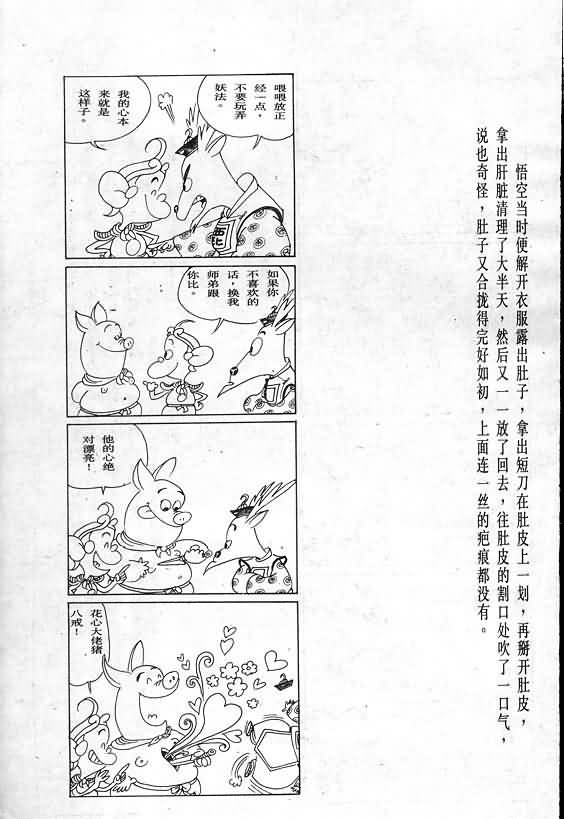 悟空当时便解开衣服露出肚子，拿出短刀在肚皮上一划，再掰开肚皮，
拿出肝脏清理了大半天，然后又一一放了回去，往肚皮的割口处吹了一口气，
说也奇怪，肚子又合拢得完好如初，上面连一丝的疤痕都没有。
喂喂放正
经一点，
不要玩弄
妖法。
我的心本
来就是
这样子。
西比
如果你
不喜欢的
话，换我
师弟跟
你比。
他的心绝
对漂亮！
花心大佬猪
八戒！